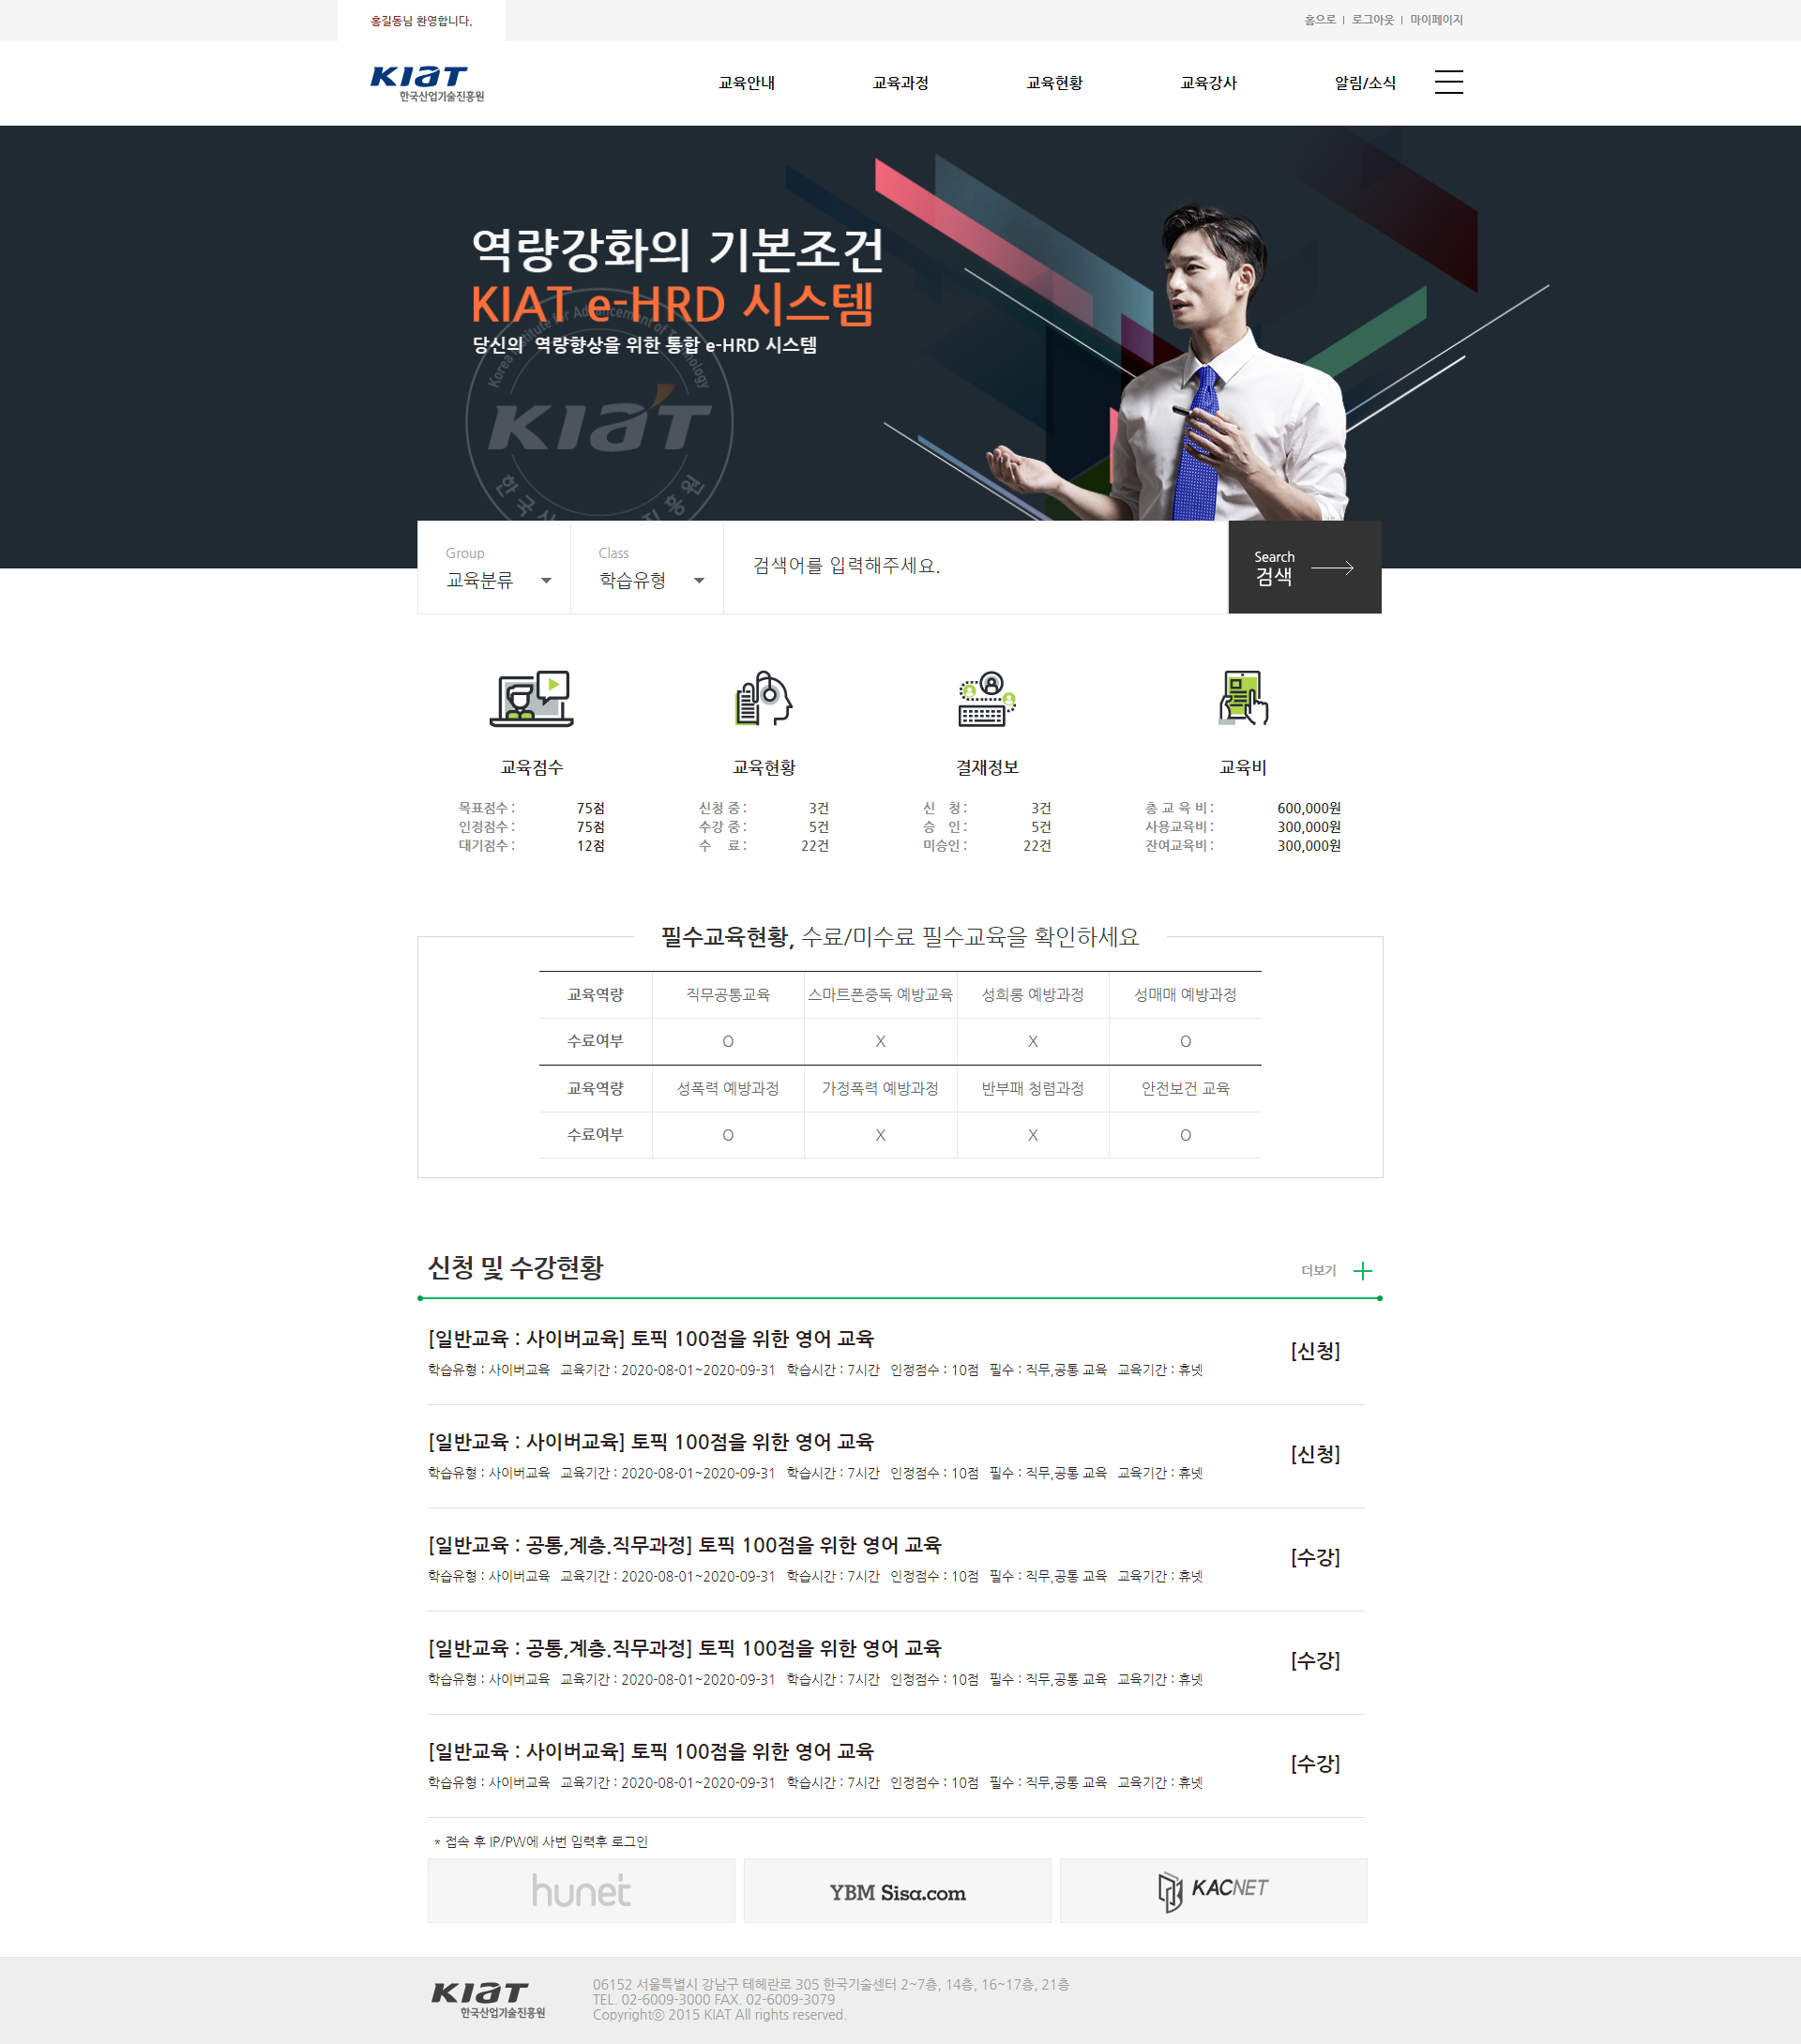 홍길동님 환영합니다.
홈으로 | 로그아웃 | 마이페이지
KIAT
한국산업기술진흥원
교육안내 교육과정 교육현황 교육강사 알림/소식
역량강화의 기본조건
KIAT e-HRD 시스템
당신의 역량향상을 위한 통합 e-HRD 시스템
Korea Institute for Advancement of Technology
KIAT
Group
교육분류
Class
학습유형
검색어를 입력해주세요.
Search
검색
교육점수
목표점수 : 75점
인정점수 : 75점
대기점수 : 12점
교육현황
신청 중 : 3건
수강 중 : 5건
수 료 : 22건
결재정보
신 청 : 3건
승 인 : 5건
미승인 : 22건
교육비
총 교 육 비 : 600,000원
사용교육비 : 300,000원
잔여교육비 : 300,000원
필수교육현황, 수료/미수료 필수교육을 확인하세요
교육역량 직무공통교육 스마트폰중독 예방교육 성희롱 예방과정 성매매 예방과정
수료여부 O X X O
교육역량 성폭력 예방과정 가정폭력 예방과정 반부패 청렴과정 안전보건 교육
수료여부 O X X O
신청 및 수강현황
더보기
[일반교육 : 사이버교육] 토픽 100점을 위한 영어 교육
학습유형 : 사이버교육 교육기간 : 2020-08-01~2020-09-31 학습시간 : 7시간 인정점수 : 10점 필수 : 직무,공통 교육 교육기간 : 휴넷
[신청]
[일반교육 : 사이버교육] 토픽 100점을 위한 영어 교육
학습유형 : 사이버교육 교육기간 : 2020-08-01~2020-09-31 학습시간 : 7시간 인정점수 : 10점 필수 : 직무,공통 교육 교육기간 : 휴넷
[신청]
[일반교육 : 공통,계층.직무과정] 토픽 100점을 위한 영어 교육
학습유형 : 사이버교육 교육기간 : 2020-08-01~2020-09-31 학습시간 : 7시간 인정점수 : 10점 필수 : 직무,공통 교육 교육기간 : 휴넷
[수강]
[일반교육 : 공통,계층.직무과정] 토픽 100점을 위한 영어 교육
학습유형 : 사이버교육 교육기간 : 2020-08-01~2020-09-31 학습시간 : 7시간 인정점수 : 10점 필수 : 직무,공통 교육 교육기간 : 휴넷
[수강]
[일반교육 : 사이버교육] 토픽 100점을 위한 영어 교육
학습유형 : 사이버교육 교육기간 : 2020-08-01~2020-09-31 학습시간 : 7시간 인정점수 : 10점 필수 : 직무,공통 교육 교육기간 : 휴넷
[수강]
* 접속 후 IP/PW에 사번 입력후 로그인
hunet
YBM Sisa.com
KACNET
KIAT
한국산업기술진흥원
06152 서울특별시 강남구 테헤란로 305 한국기술센터 2~7층, 14층, 16~17층, 21층
TEL. 02-6009-3000 FAX. 02-6009-3079
Copyrightⓒ 2015 KIAT All rights reserved.